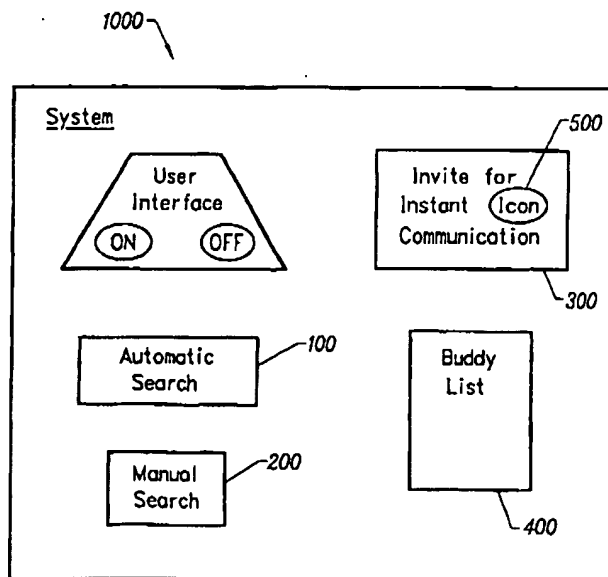 1000
System
500
User
Interface
ON OFF
Invite for
Instant Icon
Communication
300
Automatic
Search
100
Buddy
List
Manual
Search
200
400